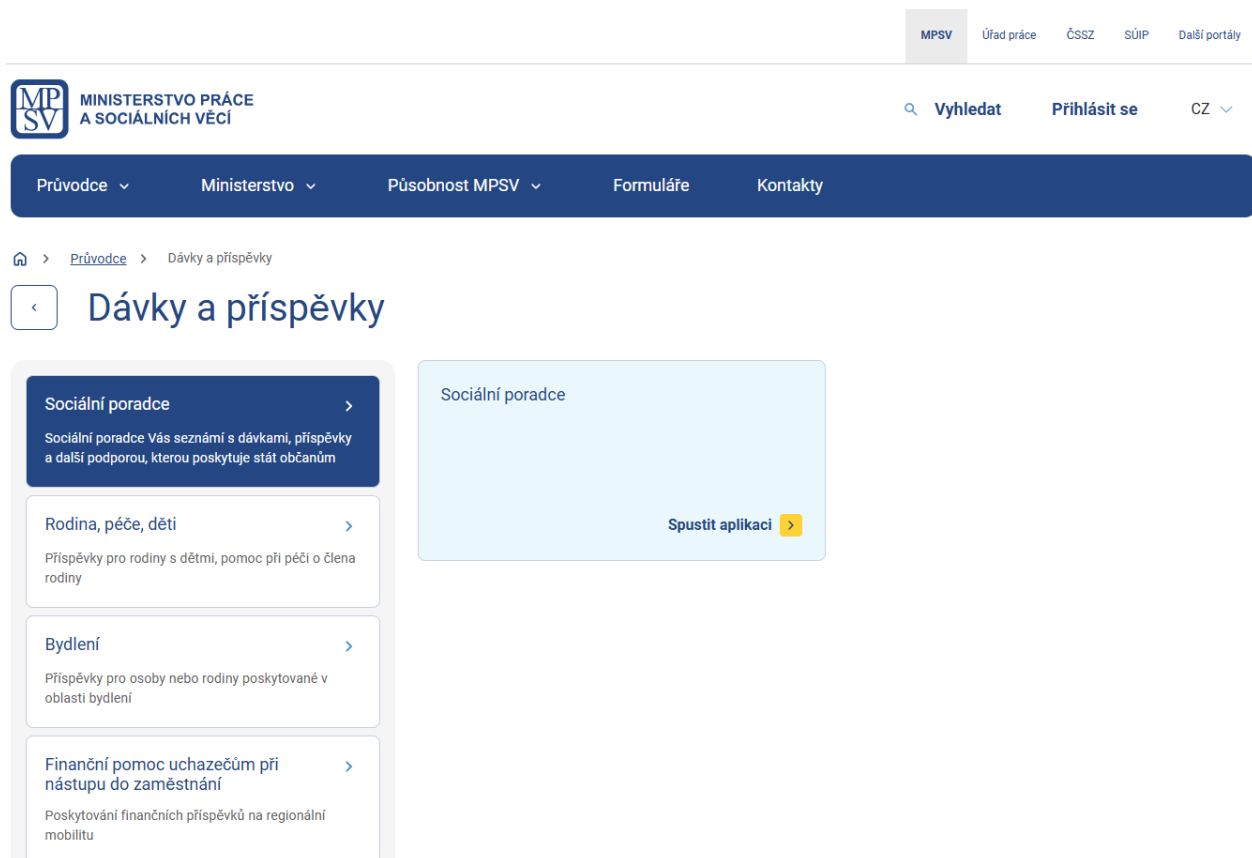 MPSV Úřad práce ČSSZ SÚIP Další portály
MP
SV
MINISTERSTVO PRÁCE
A SOCIÁLNÍCH VĚCÍ
Vyhledat Přihlásit se CZ
Průvodce Ministerstvo Působnost MPSV Formuláře Kontakty
Průvodce Dávky a příspěvky
Dávky a příspěvky
Sociální poradce
Sociální poradce Vás seznámí s dávkami, příspěvky
a další podporou, kterou poskytuje stát občanům
Rodina, péče, děti
Příspěvky pro rodiny s dětmi, pomoc při péči o člena
rodiny
Bydlení
Příspěvky pro osoby nebo rodiny poskytované v
oblasti bydlení
Finanční pomoc uchazečům při
nástupu do zaměstnání
Poskytování finančních příspěvků na regionální
mobilitu
Sociální poradce
Spustit aplikaci